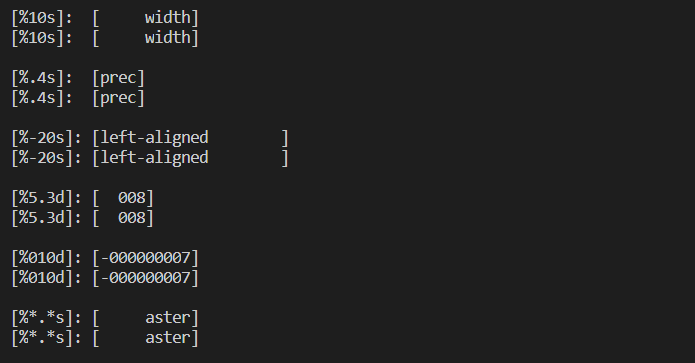 [%10s]:  [     width]
[%10s]:  [     width]

[%.4s]:  [prec]
[%.4s]:  [prec]

[%-20s]: [left-aligned        ]
[%-20s]: [left-aligned        ]

[%5.3d]: [  008]
[%5.3d]: [  008]

[%010d]: [-000000007]
[%010d]: [-000000007]

[%*.*s]: [     aster]
[%*.*s]: [     aster]